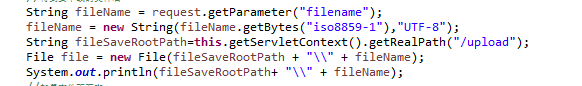 String fileName = request.getParameter("filename");
fileName = new String(fileName.getBytes("iso8859-1"),"UTF-8");
String fileSaveRootPath=this.getServletContext().getRealPath("/upload");
File file = new File(fileSaveRootPath + "\\" + fileName);
System.out.println(fileSaveRootPath+ "\\" + fileName);